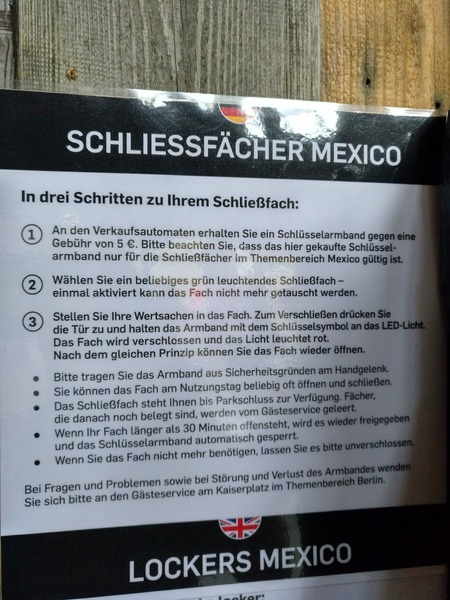 SCHLIESSFÄCHER MEXICO
In drei Schritten zu Ihrem Schließfach:
1 An den Verkaufsautomaten erhalten Sie ein Schlüsselarmband gegen eine
Gebühr von 5 €. Bitte beachten Sie, dass das hier gekaufte Schlüssel-
armband nur für die Schließfächer im Themenbereich Mexico gültig ist.
2 Wählen Sie ein beliebiges grün leuchtendes Schließfach –
einmal aktiviert kann das Fach nicht mehr getauscht werden.
3 Stellen Sie Ihre Wertsachen in das Fach. Zum Verschließen drücken Sie
die Tür zu und halten das Armband mit dem Schlüsselsymbol an das LED-Licht.
Das Fach wird verschlossen und das Licht leuchtet rot.
Nach dem gleichen Prinzip können Sie das Fach wieder öffnen.
• Bitte tragen Sie das Armband aus Sicherheitsgründen am Handgelenk.
• Sie können das Fach am Nutzungstag beliebig oft öffnen und schließen.
• Das Schließfach steht Ihnen bis Parkschluss zur Verfügung. Fächer,
die danach noch belegt sind, werden vom Gästeservice geleert.
• Wenn Ihr Fach länger als 30 Minuten offensteht, wird es wieder freigegeben
und das Schlüsselarmband automatisch gesperrt.
• Wenn Sie das Fach nicht mehr benötigen, lassen Sie es bitte unverschlossen.
Bei Fragen und Problemen sowie bei Störung und Verlust des Armbandes wenden
Sie sich bitte an den Gästeservice am Kaiserplatz im Themenbereich Berlin.
LOCKERS MEXICO
locker: